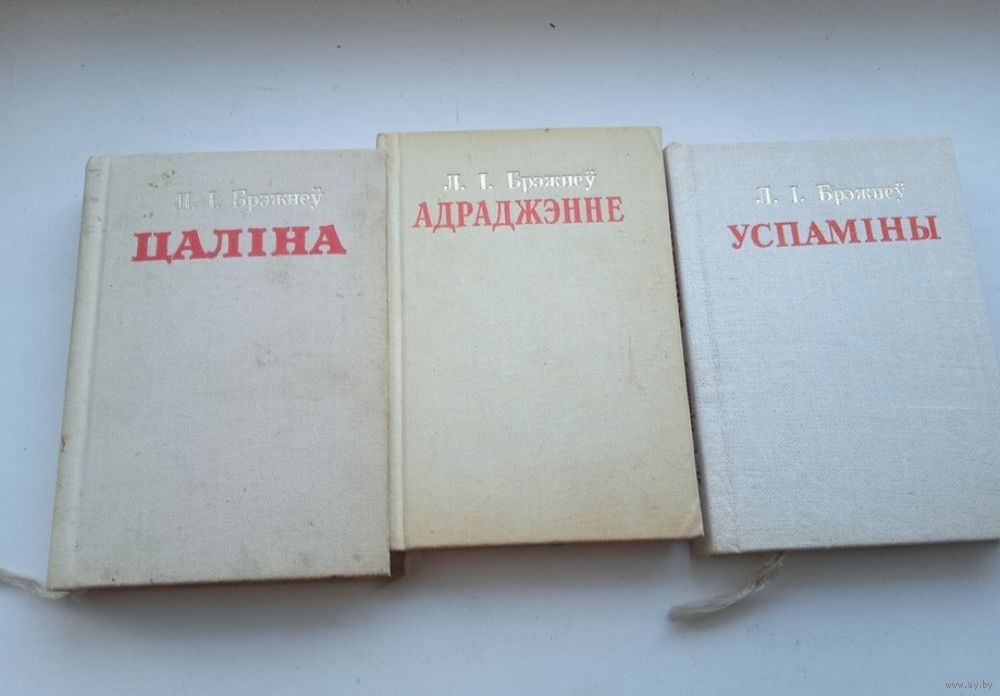 Л. І. Брэжнеў
ЦАЛІНА
Л. І. Брэжнеў
АДРАДЖЭННЕ
Л. І. Брэжнеў
УСПАМІНЫ
www.ay.by